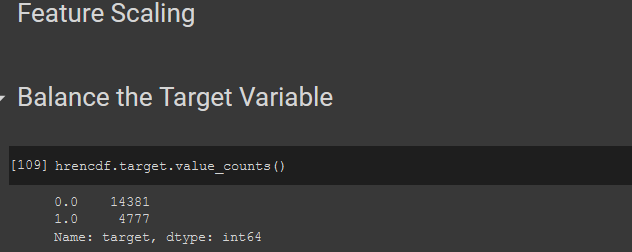 Feature Scaling
Balance the Target Variable
[109] hrencdf.target.value_counts()
0.0 14381
1.0 4777
Name: target, dtype: int64